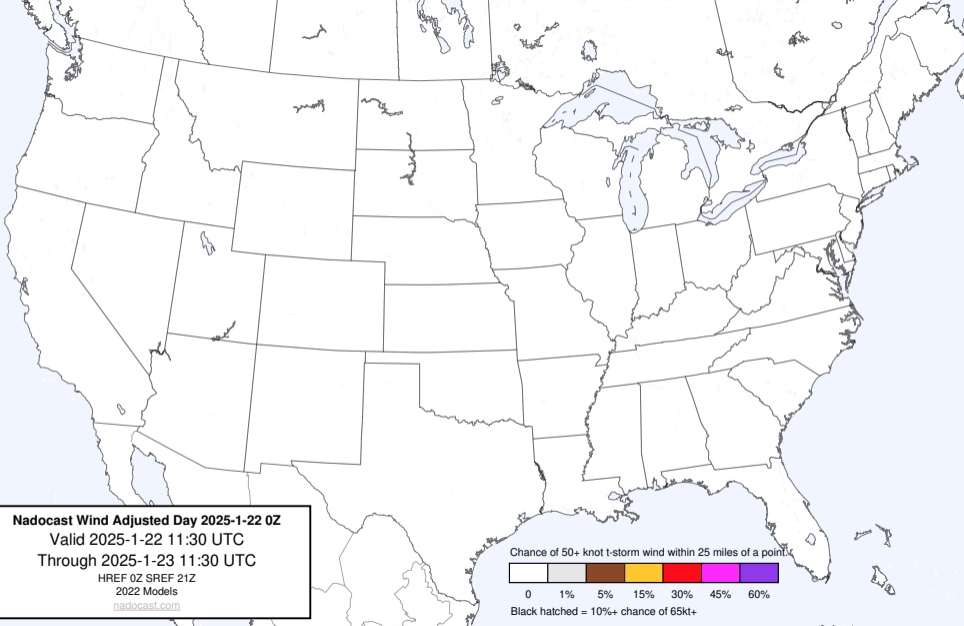 Nadocast Wind Adjusted Day 2025-1-22 0Z
Valid 2025-1-22 11:30 UTC
Through 2025-1-23 11:30 UTC
HREF 0Z SREF 21Z
2022 Models
nadocast.com
Chance of 50+ knot t-storm wind within 25 miles of a point.
0 1% 5% 15% 30% 45% 60%
Black hatched = 10%+ chance of 65kt+